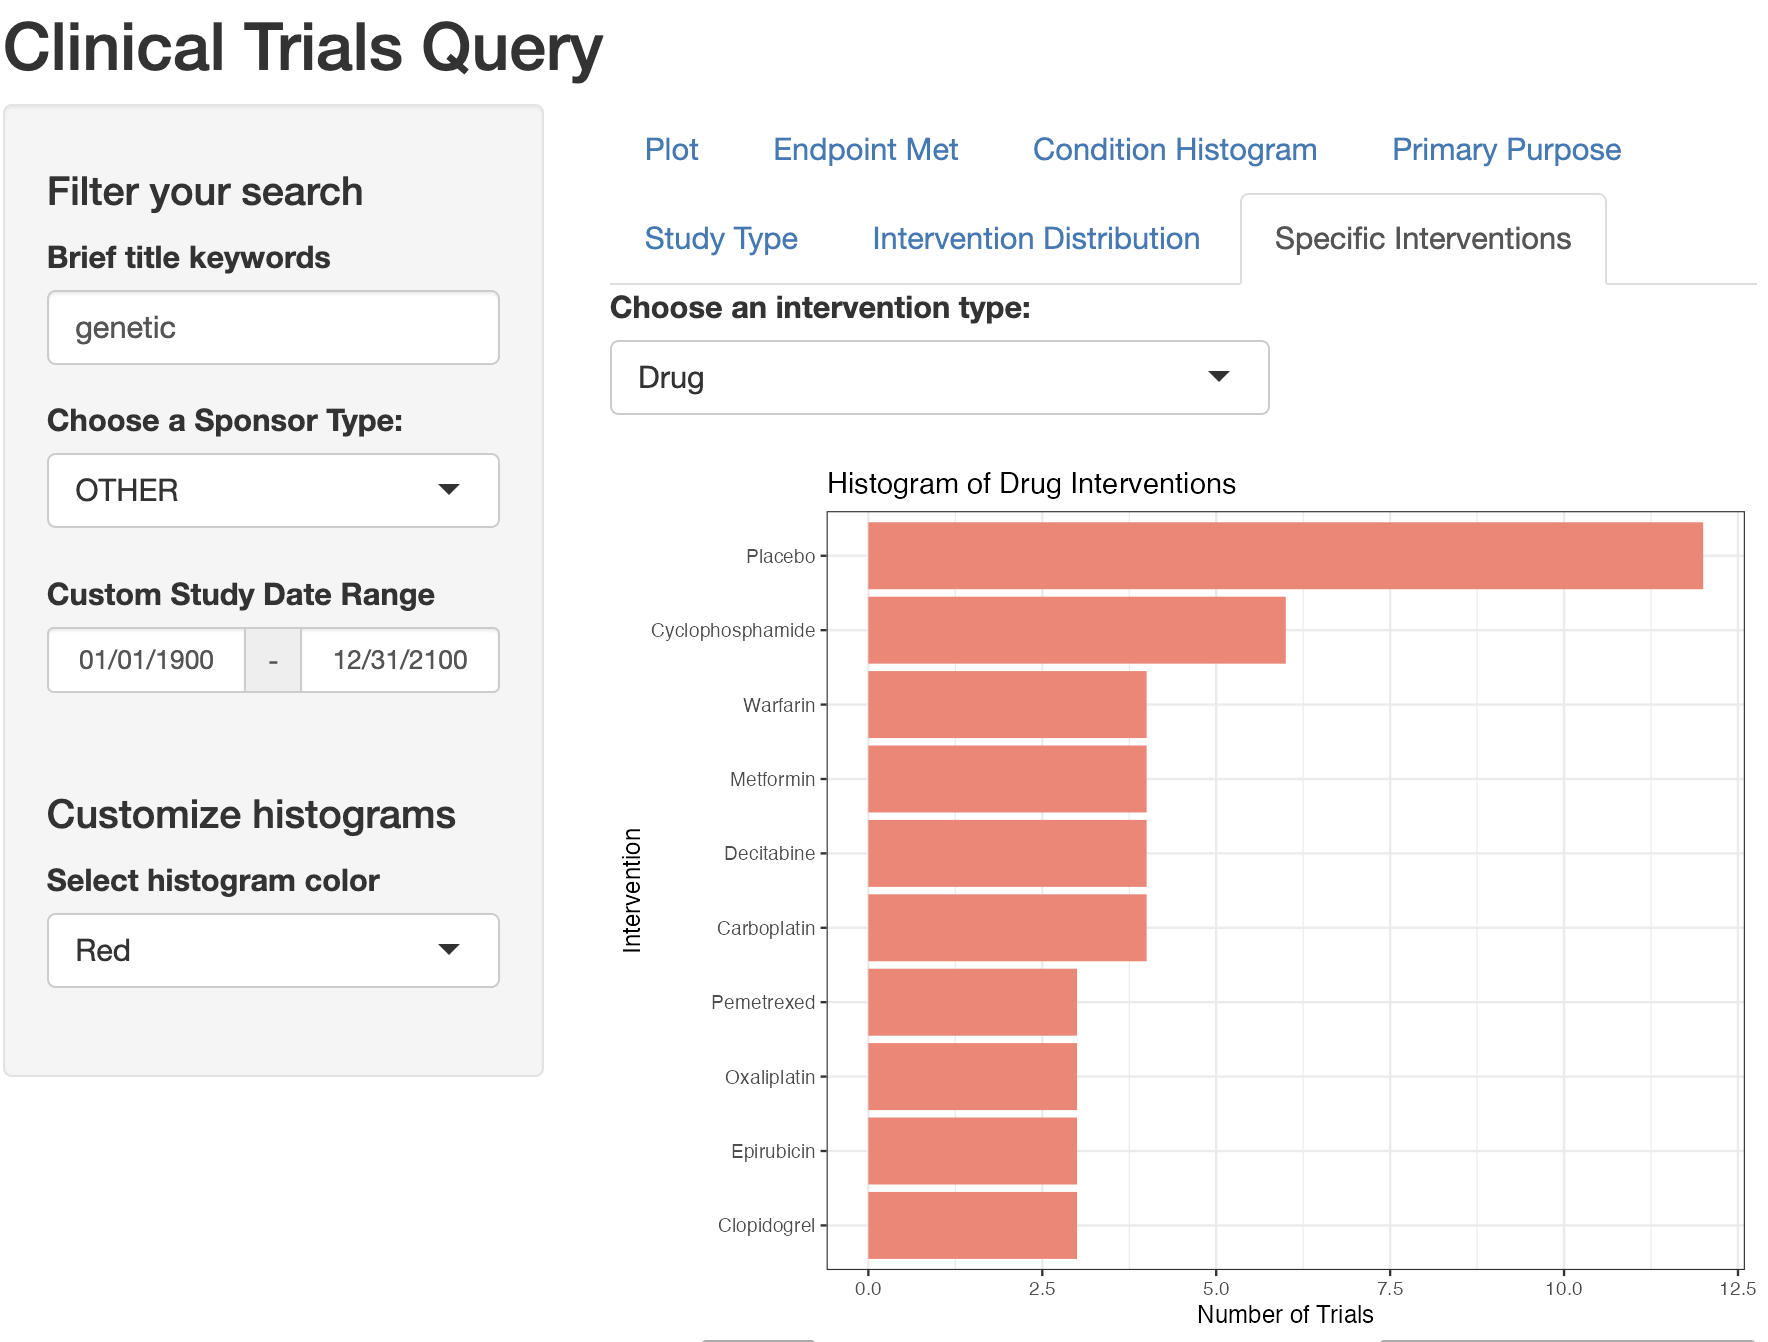 Clinical Trials Query
Filter your search
Brief title keywords
genetic
Choose a Sponsor Type:
OTHER
Custom Study Date Range
01/01/1900 - 12/31/2100
Customize histograms
Select histogram color
Red
Plot Endpoint Met Condition Histogram Primary Purpose
Study Type Intervention Distribution Specific Interventions
Choose an intervention type:
Drug
Histogram of Drug Interventions
Intervention
Placebo
Cyclophosphamide
Warfarin
Metformin
Decitabine
Carboplatin
Pemetrexed
Oxaliplatin
Epirubicin
Clopidogrel
0.0 2.5 5.0 7.5 10.0 12.5
Number of Trials